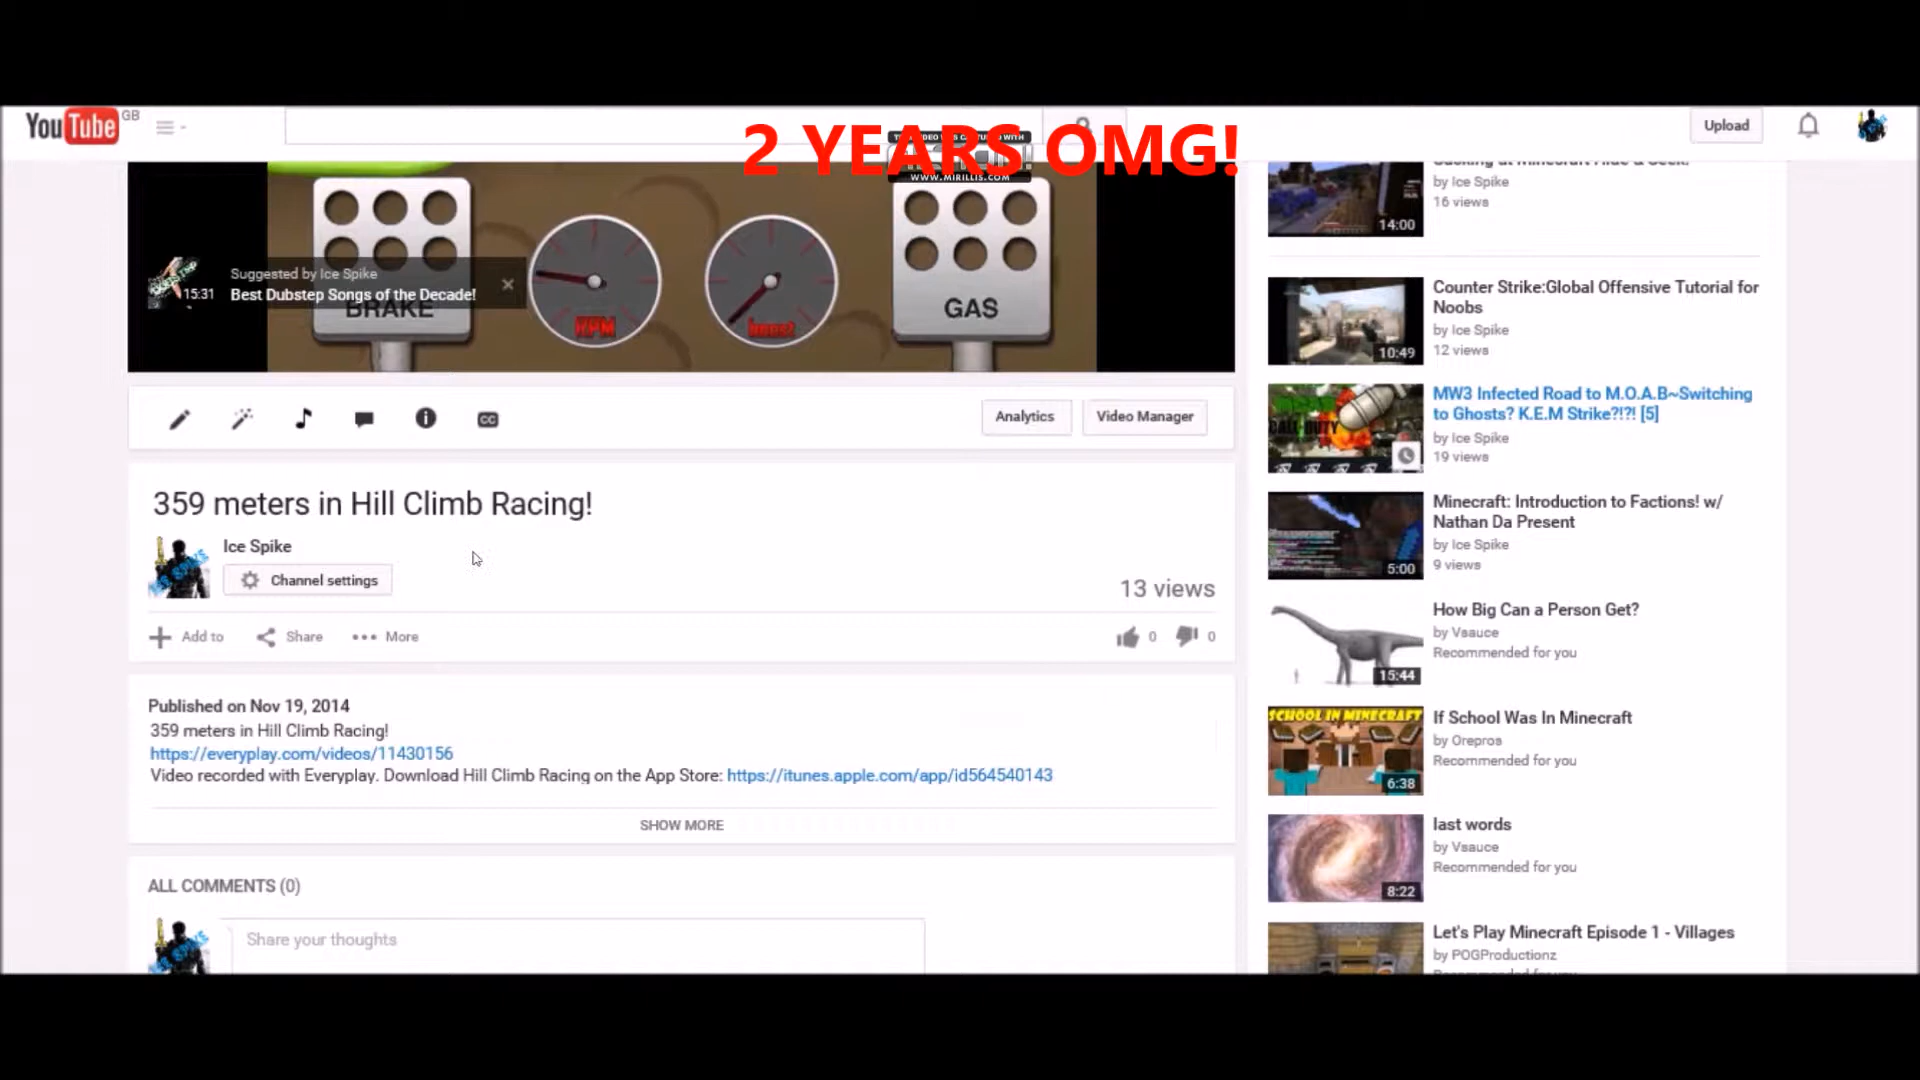 YouTube GB
Upload
2 YEARS OMG!
WWW.MIRILLIS.COM
BRAKE
RPM
boost
GAS
15:31
Suggested by Ice Spike
Best Dubstep Songs of the Decade!
Analytics
Video Manager
359 meters in Hill Climb Racing!
Ice Spike
Channel settings
13 views
Add to
Share
More
0
0
Published on Nov 19, 2014
359 meters in Hill Climb Racing!
https://everyplay.com/videos/11430156
Video recorded with Everyplay. Download Hill Climb Racing on the App Store: https://itunes.apple.com/app/id564540143
SHOW MORE
ALL COMMENTS (0)
Share your thoughts
14:00
by Ice Spike
16 views
10:49
Counter Strike:Global Offensive Tutorial for
Noobs
by Ice Spike
12 views
MW3 Infected Road to M.O.A.B~Switching
to Ghosts? K.E.M Strike?!?! [5]
by Ice Spike
19 views
5:00
Minecraft: Introduction to Factions! w/
Nathan Da Present
by Ice Spike
9 views
15:44
How Big Can a Person Get?
by Vsauce
Recommended for you
SCHOOL IN MINECRAFT
6:38
If School Was In Minecraft
by Orepros
Recommended for you
8:22
last words
by Vsauce
Recommended for you
Let's Play Minecraft Episode 1 - Villages
by POGProductionz